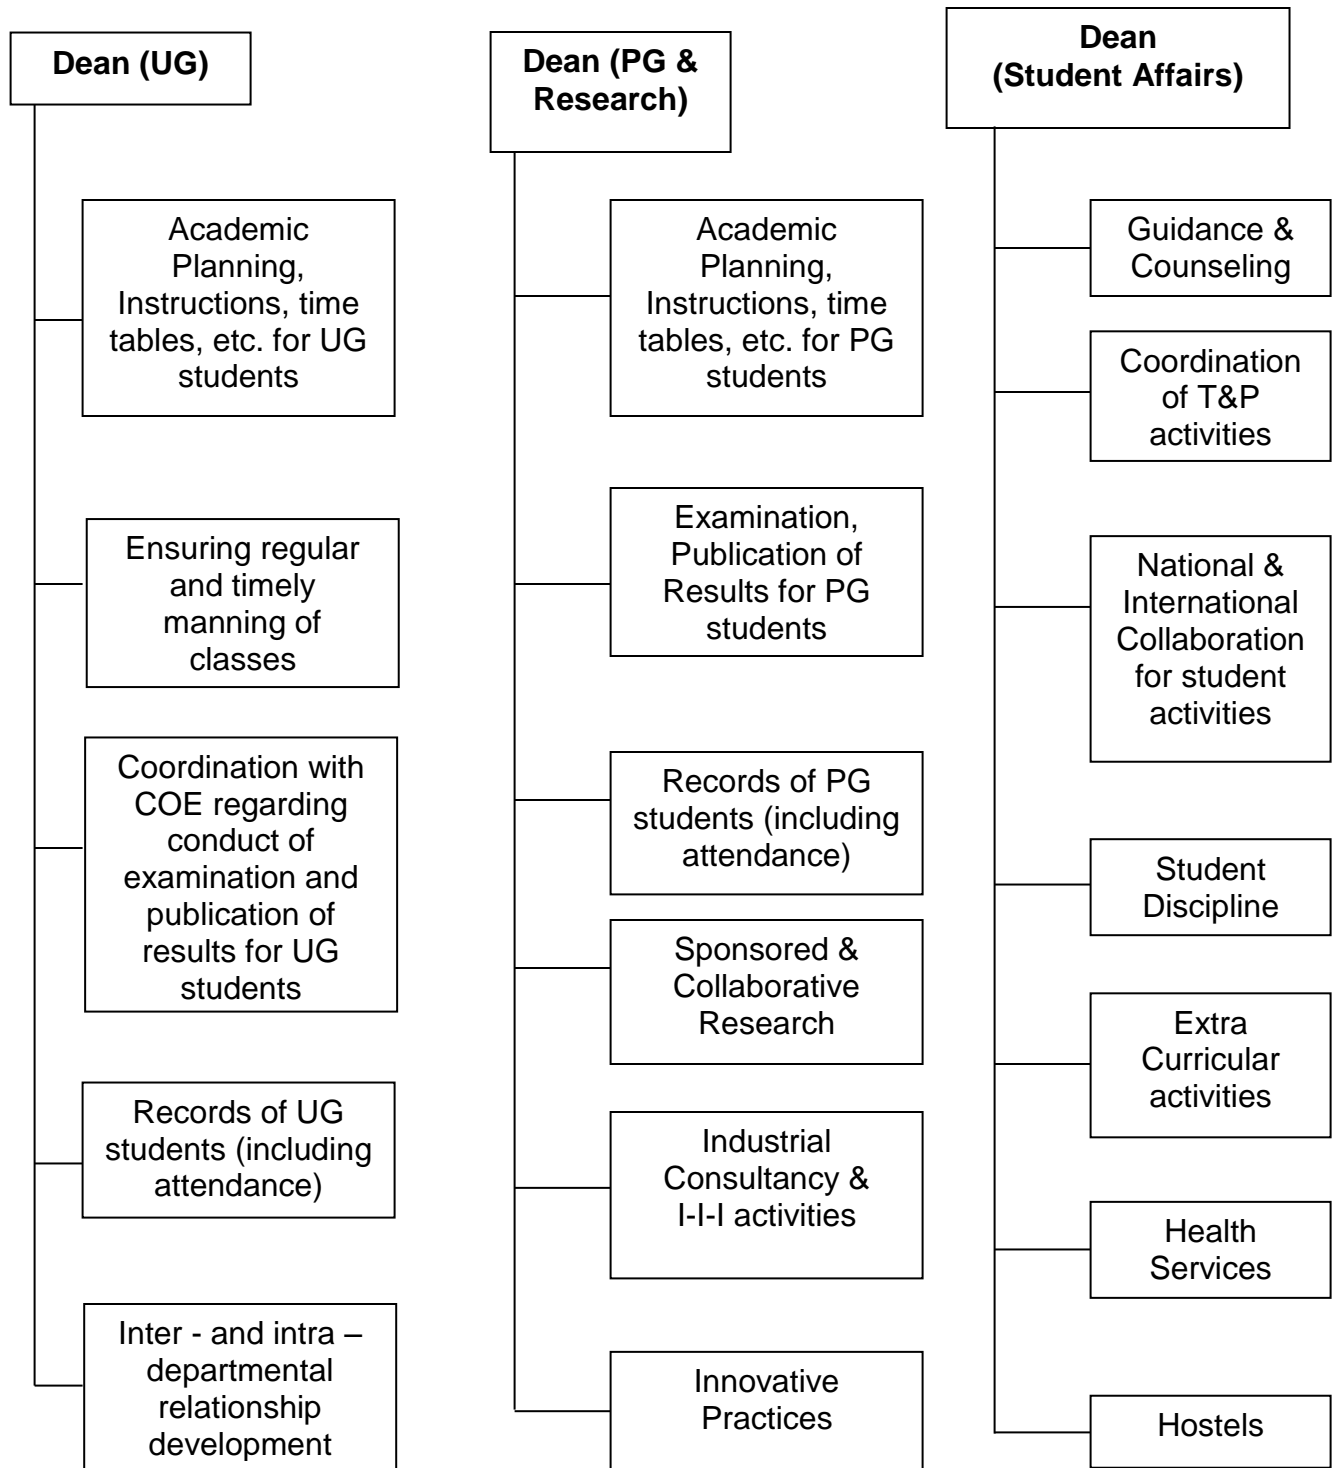 Dean (UG)
Academic
Planning,
Instructions, time
tables, etc. for UG
students
Ensuring regular
and timely
manning of
classes
Coordination with
COE regarding
conduct of
examination and
publication of
results for UG
students
Records of UG
students (including
attendance)
Inter - and intra –
departmental
relationship
development
Dean (PG &
Research)
Academic
Planning,
Instructions, time
tables, etc. for PG
students
Examination,
Publication of
Results for PG
students
Records of PG
students (including
attendance)
Sponsored &
Collaborative
Research
Industrial
Consultancy &
I-I-I activities
Innovative
Practices
Dean
(Student Affairs)
Guidance &
Counseling
Coordination
of T&P
activities
National &
International
Collaboration
for student
activities
Student
Discipline
Extra
Curricular
activities
Health
Services
Hostels